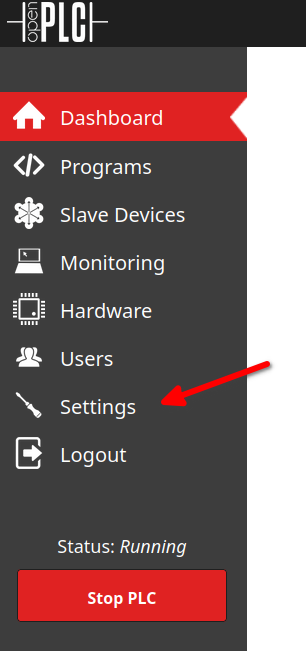 open PLC
Dashboard
Programs
Slave Devices
Monitoring
Hardware
Users
Settings
Logout
Status: Running
Stop PLC